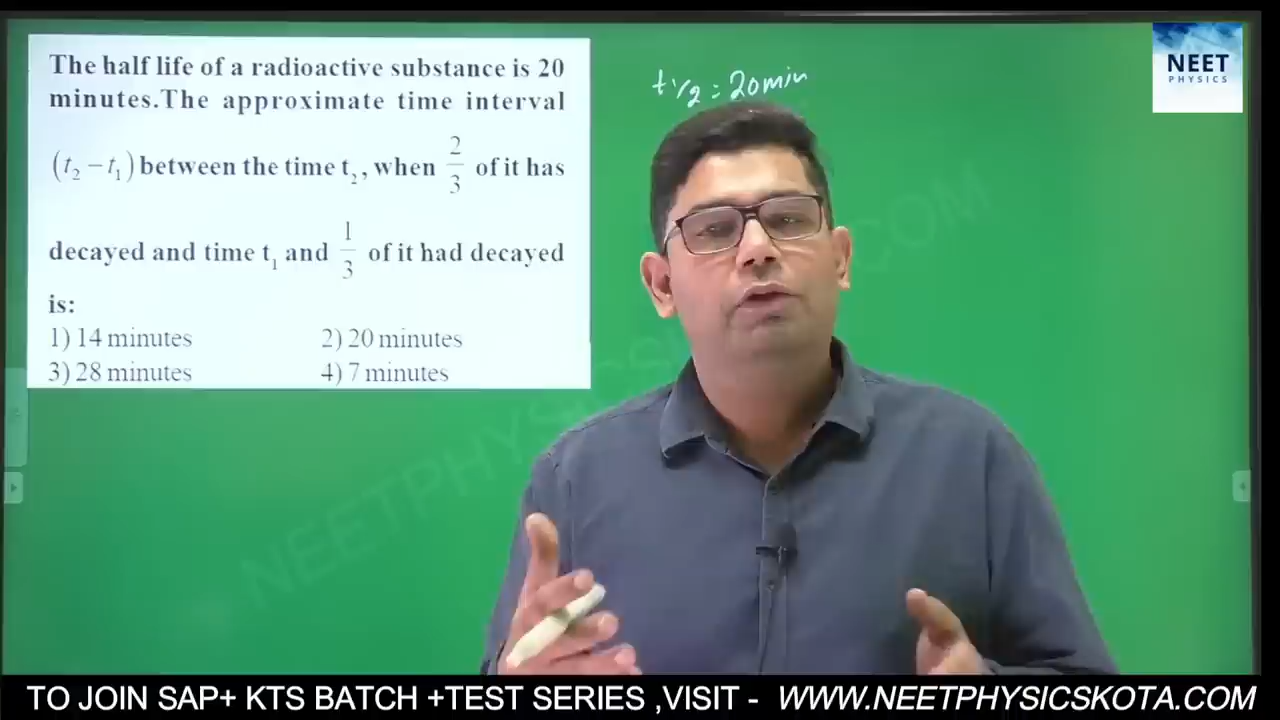 The half life of a radioactive substance is 20
minutes.The approximate time interval
(t₂ – t₁) between the time t₂, when 2/3 of it has
decayed and time t₁ and 1/3 of it had decayed
is:
1) 14 minutes 2) 20 minutes
3) 28 minutes 4) 7 minutes
t1/2 = 20min
NEET
PHYSICS
NEETPHYSICSKOTA.COM
TO JOIN SAP+ KTS BATCH +TEST SERIES ,VISIT - WWW.NEETPHYSICSKOTA.COM